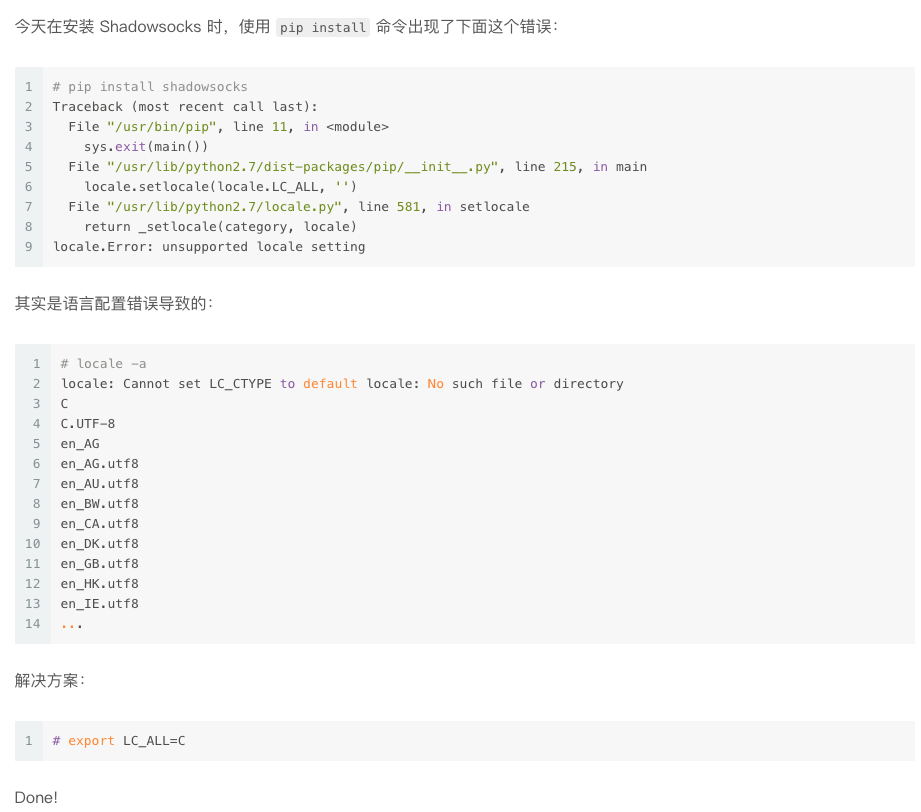 今天在安装 Shadowsocks 时，使用 pip install 命令出现了下面这个错误：
1 # pip install shadowsocks
2 Traceback (most recent call last):
3   File "/usr/bin/pip", line 11, in <module>
4     sys.exit(main())
5   File "/usr/lib/python2.7/dist-packages/pip/__init__.py", line 215, in main
6     locale.setlocale(locale.LC_ALL, '')
7   File "/usr/lib/python2.7/locale.py", line 581, in setlocale
8     return _setlocale(category, locale)
9 locale.Error: unsupported locale setting
其实是语言配置错误导致的：
1 # locale -a
2 locale: Cannot set LC_CTYPE to default locale: No such file or directory
3 C
4 C.UTF-8
5 en_AG
6 en_AG.utf8
7 en_AU.utf8
8 en_BW.utf8
9 en_CA.utf8
10 en_DK.utf8
11 en_GB.utf8
12 en_HK.utf8
13 en_IE.utf8
14 ...
解决方案：
1 # export LC_ALL=C
Done!